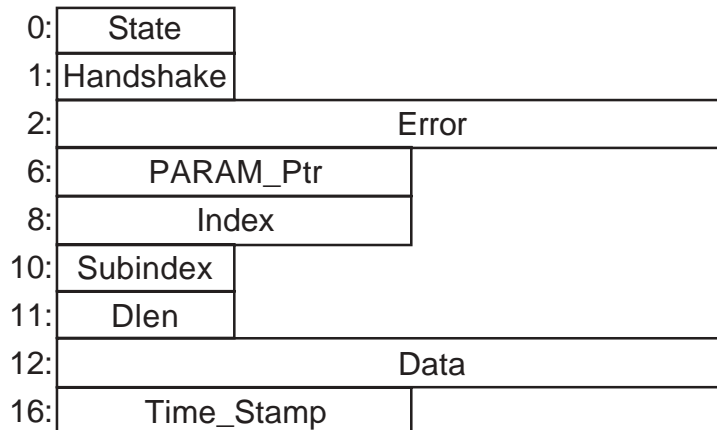 0: State
1: Handshake
2: Error
6: PARAM_Ptr
8: Index
10: Subindex
11: Dlen
12: Data
16: Time_Stamp